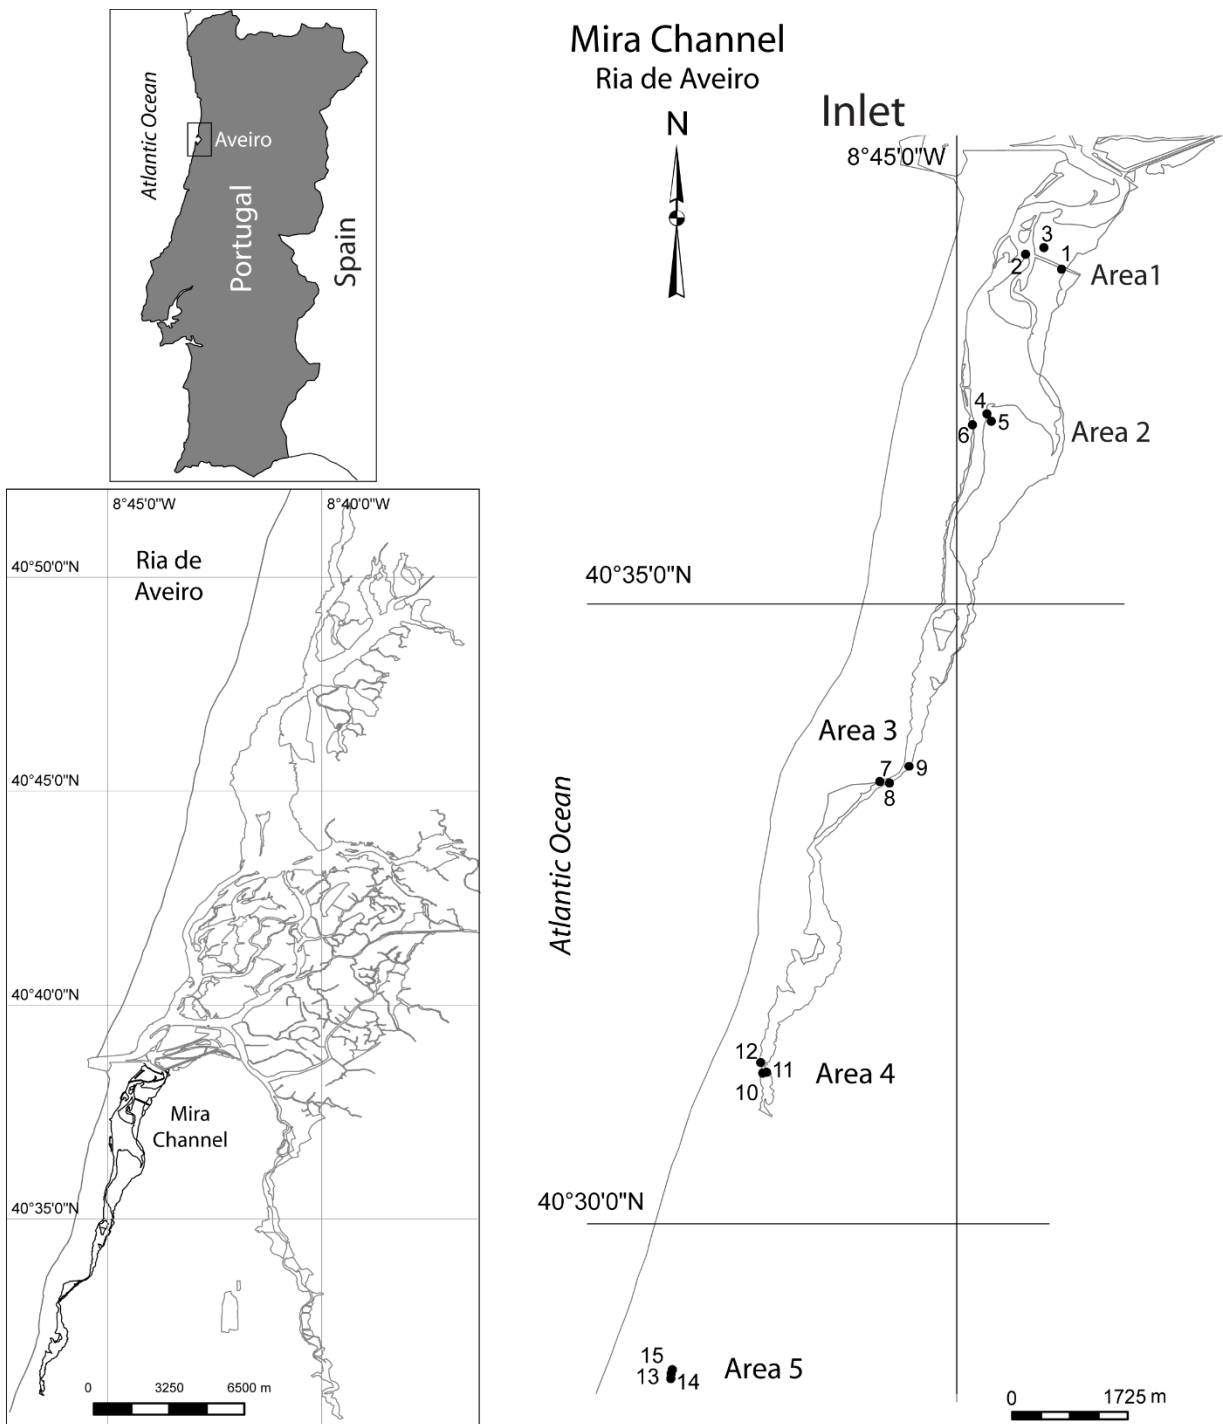 Atlantic Ocean
Aveiro
Portugal
Spain
8°45'0"W
8°40'0"W
Ria de
Aveiro
40°50'0"N
40°45'0"N
40°40'0"N
Mira
Channel
40°35'0"N
0 3250 6500 m
Mira Channel
Ria de Aveiro
N
Inlet
8°45'0"W
3
2
1
Area1
4
5
6
Area 2
40°35'0"N
Area 3
7
9
8
Atlantic Ocean
12
11
10
Area 4
40°30'0"N
15
13
14
Area 5
0 1725 m